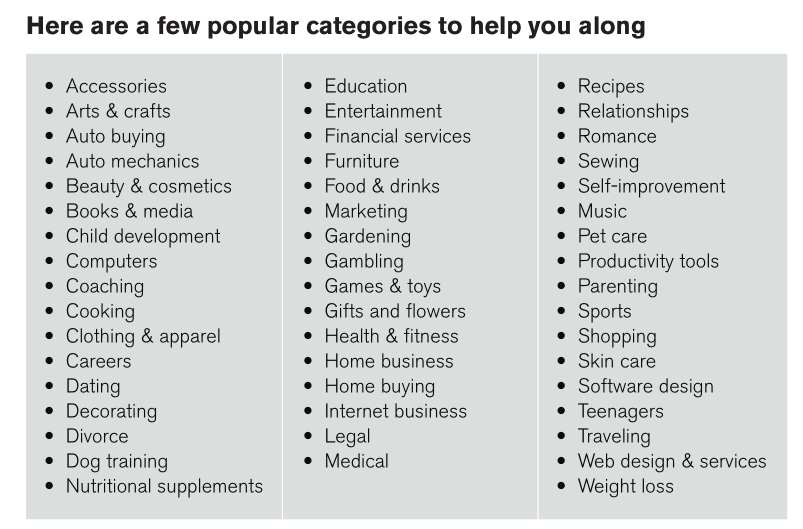 Here are a few popular categories to help you along
• Accessories
• Arts & crafts
• Auto buying
• Auto mechanics
• Beauty & cosmetics
• Books & media
• Child development
• Computers
• Coaching
• Cooking
• Clothing & apparel
• Careers
• Dating
• Decorating
• Divorce
• Dog training
• Nutritional supplements
• Education
• Entertainment
• Financial services
• Furniture
• Food & drinks
• Marketing
• Gardening
• Gambling
• Games & toys
• Gifts and flowers
• Health & fitness
• Home business
• Home buying
• Internet business
• Legal
• Medical
• Recipes
• Relationships
• Romance
• Sewing
• Self-improvement
• Music
• Pet care
• Productivity tools
• Parenting
• Sports
• Shopping
• Skin care
• Software design
• Teenagers
• Traveling
• Web design & services
• Weight loss